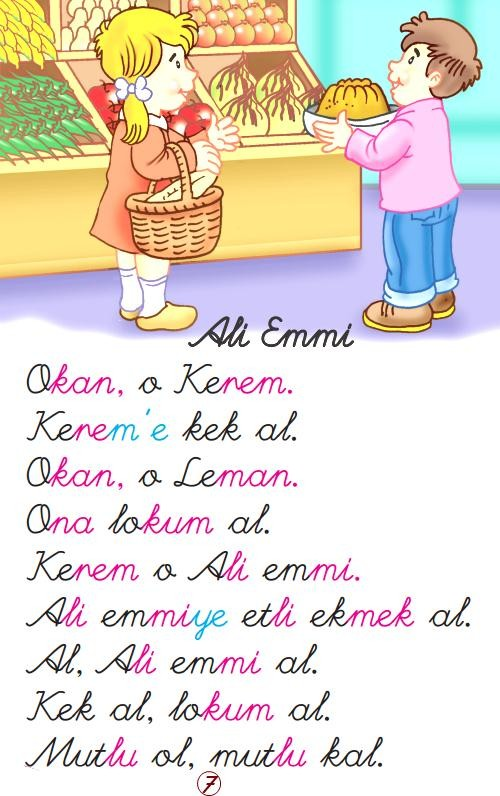 Ali Emmi
Okan, o Kerem.
Kerem'e kek al.
Okan, o Leman.
Ona lokum al.
Kerem o Ali emmi.
Ali emmiye etli ekmek al.
Al, Ali emmi al.
Kek al, lokum al.
Mutlu ol, mutlu kal.
7